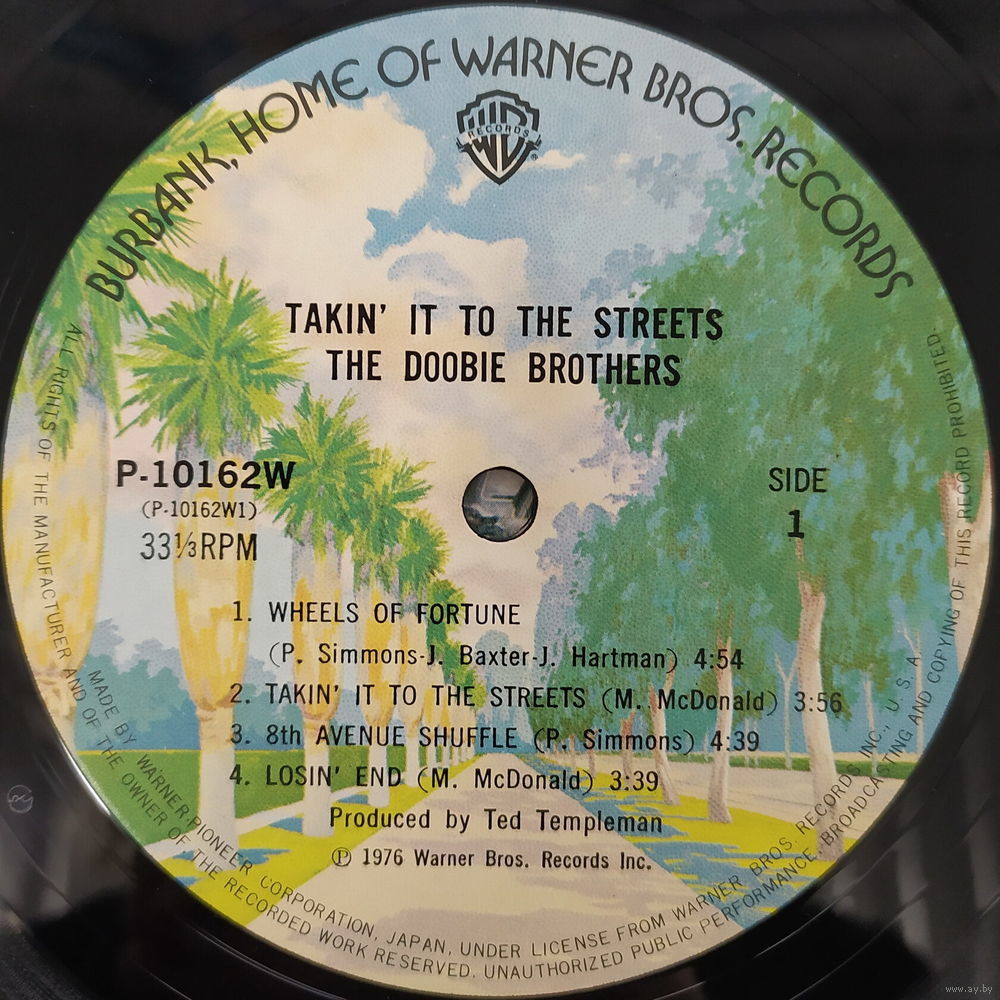 BURBANK, HOME OF WARNER BROS. RECORDS
WB
RECORDS
®
TAKIN' IT TO THE STREETS
THE DOOBIE BROTHERS
P-10162W
(P-10162W1)
33⅓RPM
SIDE
1
1. WHEELS OF FORTUNE
(P. Simmons-J. Baxter-J. Hartman) 4:54
2. TAKIN' IT TO THE STREETS (M. McDonald) 3:56
3. 8th AVENUE SHUFFLE (P. Simmons) 4:39
4. LOSIN' END (M. McDonald) 3:39
Produced by Ted Templeman
℗ 1976 Warner Bros. Records Inc.
MADE BY WARNER-PIONEER CORPORATION, JAPAN, UNDER LICENSE FROM WARNER BROS. RECORDS INC., U. S. A.
ALL RIGHTS OF THE MANUFACTURER AND OF THE OWNER OF THE RECORDED WORK RESERVED. UNAUTHORIZED PUBLIC PERFORMANCE, BROADCASTING AND COPYING OF THIS RECORD PROHIBITED.
www.ay.by